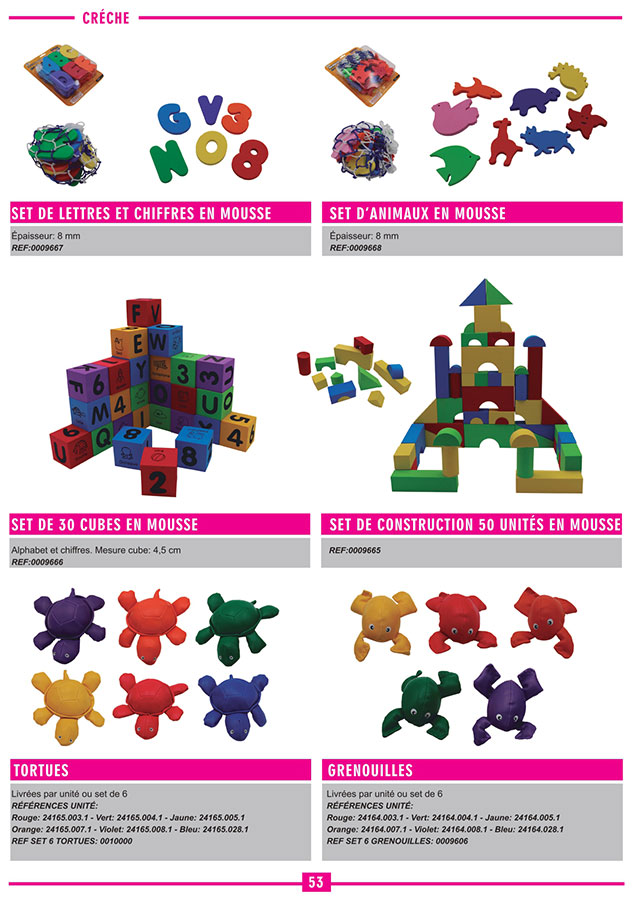 CRÉCHE
SET DE LETTRES ET CHIFFRES EN MOUSSE
Épaisseur: 8 mm
REF:0009667
SET D'ANIMAUX EN MOUSSE
Épaisseur: 8 mm
REF:0009668
SET DE 30 CUBES EN MOUSSE
Alphabet et chiffres. Mesure cube: 4,5 cm
REF:0009666
SET DE CONSTRUCTION 50 UNITÉS EN MOUSSE
REF:0009665
TORTUES
Livrées par unité ou set de 6
RÉFÉRENCES UNITÉ:
Rouge: 24165.003.1 - Vert: 24165.004.1 - Jaune: 24165.005.1
Orange: 24165.007.1 - Violet: 24165.008.1 - Bleu: 24165.028.1
REF SET 6 TORTUES: 0010000
GRENOUILLES
Livrées par unité ou set de 6
RÉFÉRENCES UNITÉ:
Rouge: 24164.003.1 - Vert: 24164.004.1 - Jaune: 24164.005.1
Orange: 24164.007.1 - Violet: 24164.008.1 - Bleu: 24164.028.1
REF SET 6 GRENOUILLES: 0009606
53